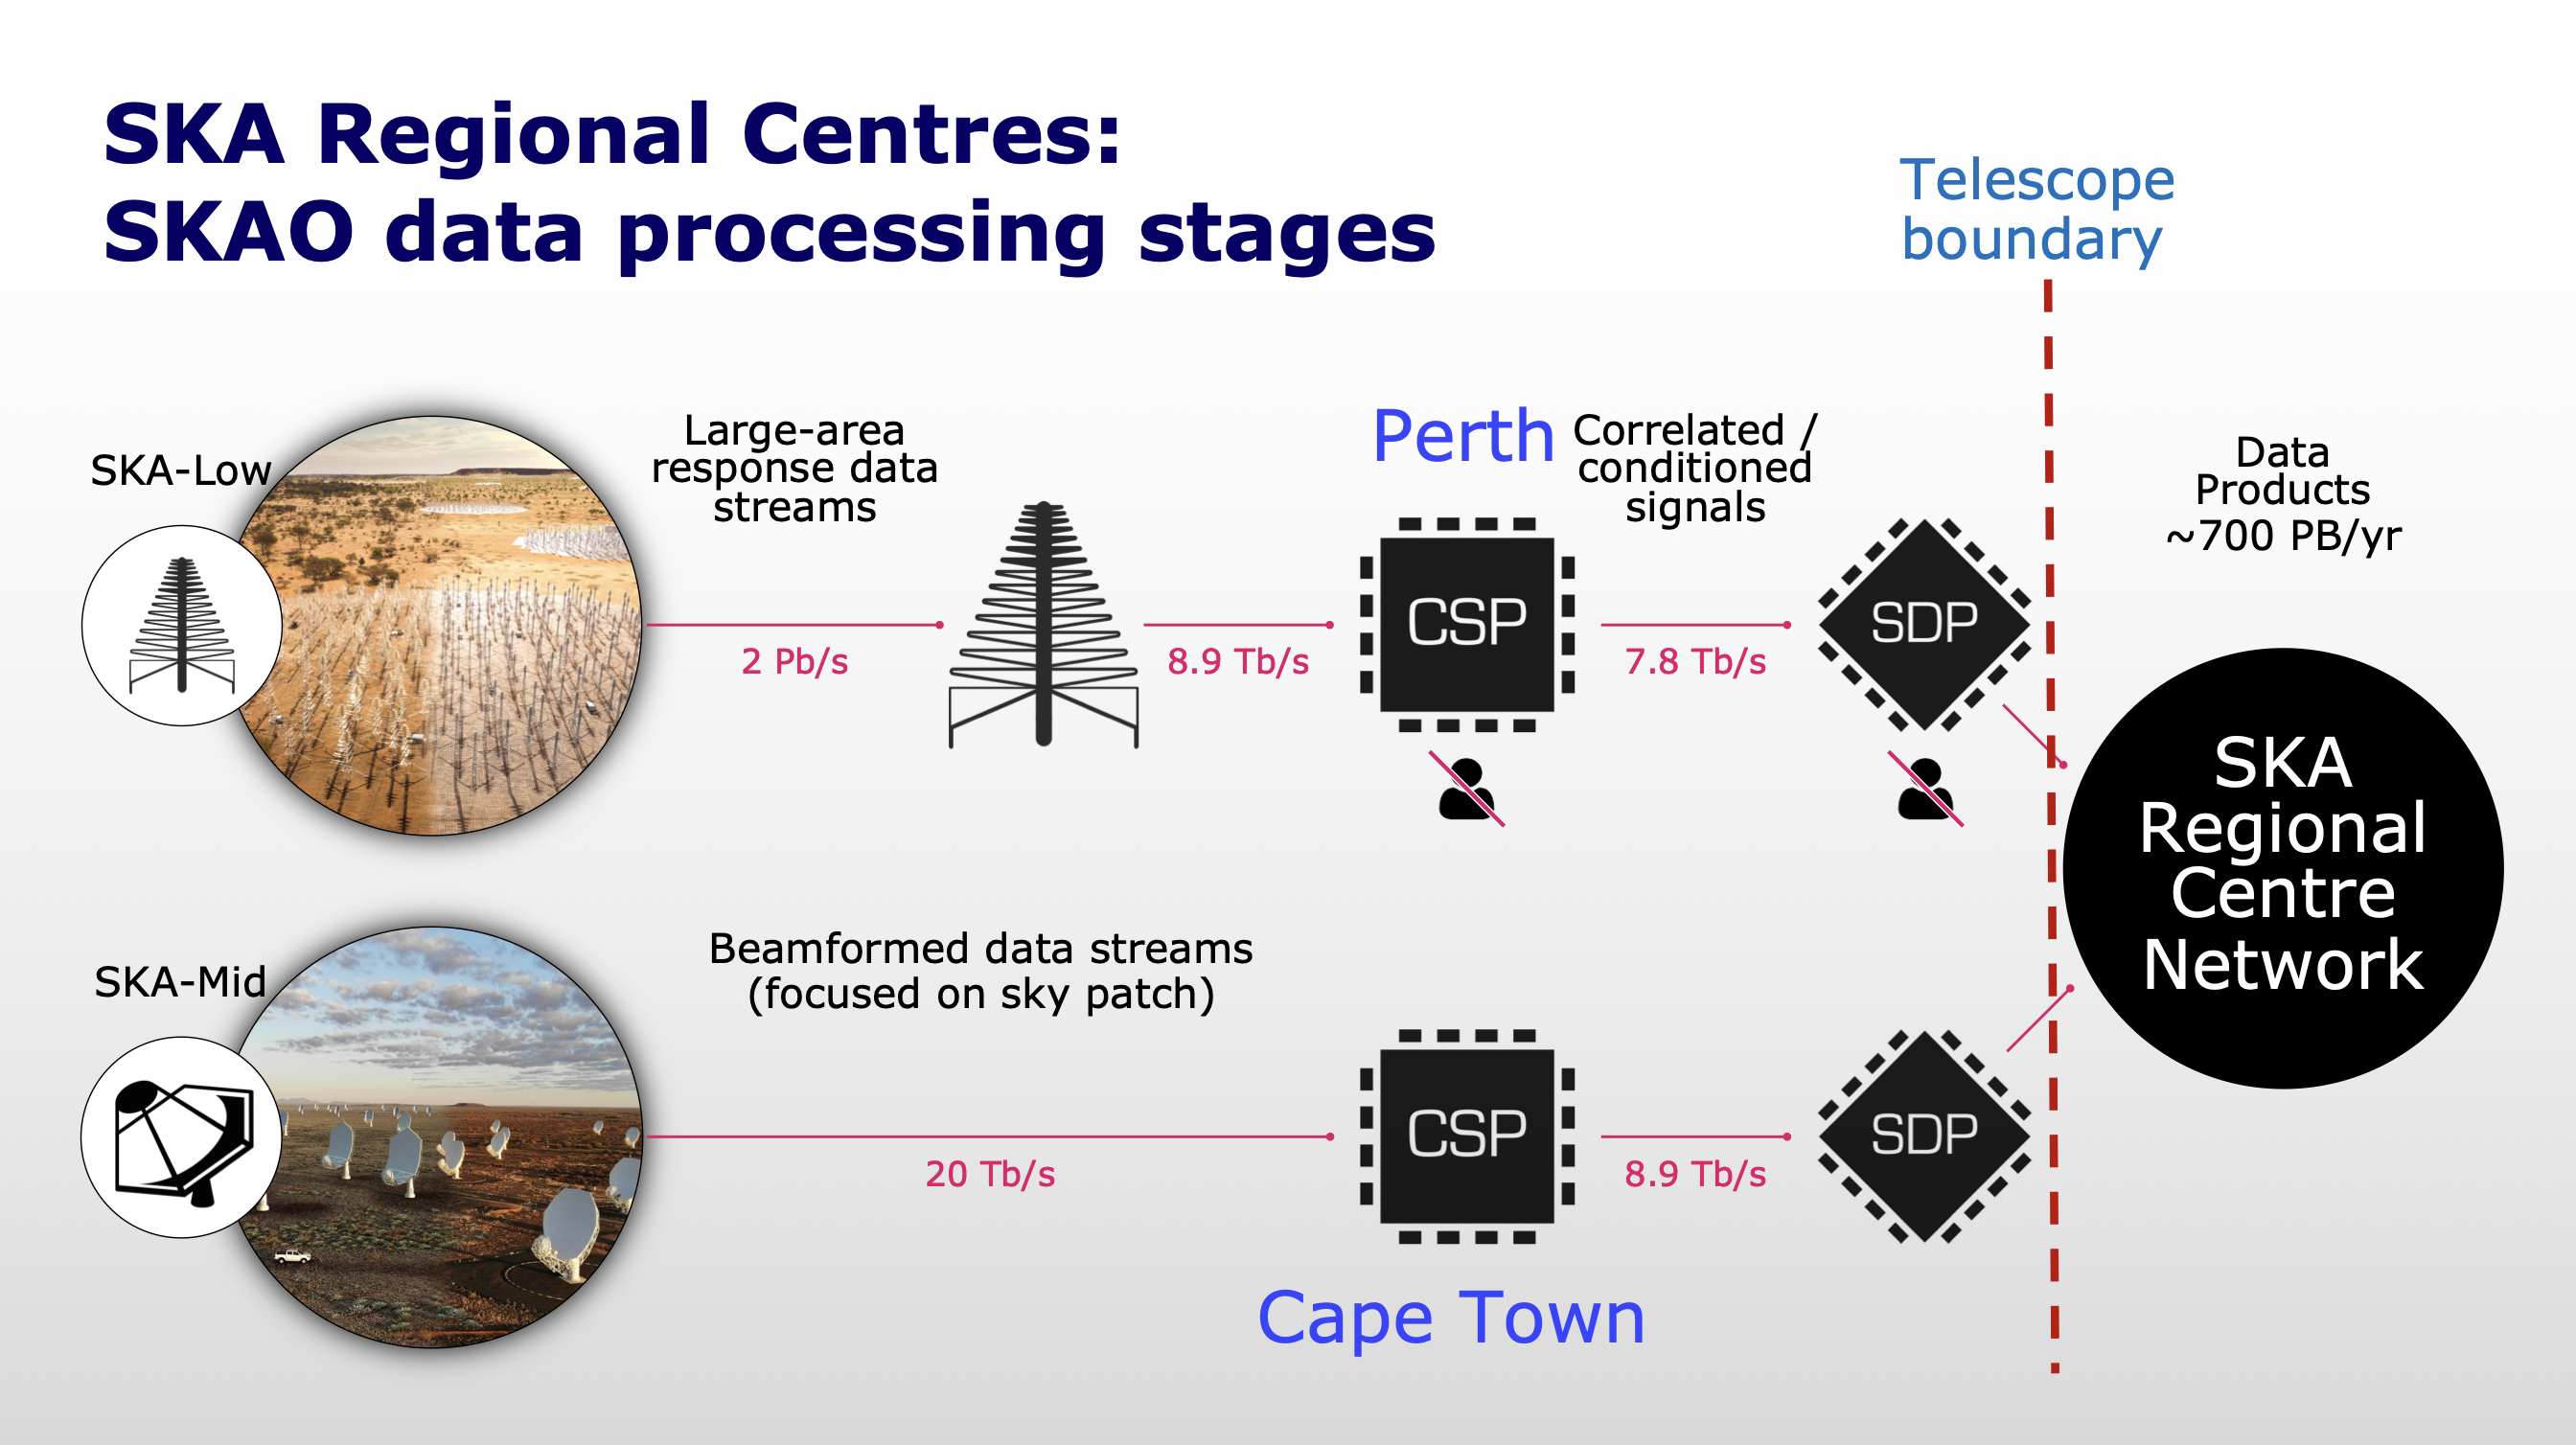 SKA Regional Centres:
SKAO data processing stages
Telescope
boundary
SKA-Low
Large-area
response data
streams
2 Pb/s
8.9 Tb/s
Perth
CSP
Correlated /
conditioned
signals
7.8 Tb/s
SDP
Data
Products
~700 PB/yr
SKA
Regional
Centre
Network
SKA-Mid
Beamformed data streams
(focused on sky patch)
20 Tb/s
CSP
8.9 Tb/s
SDP
Cape Town